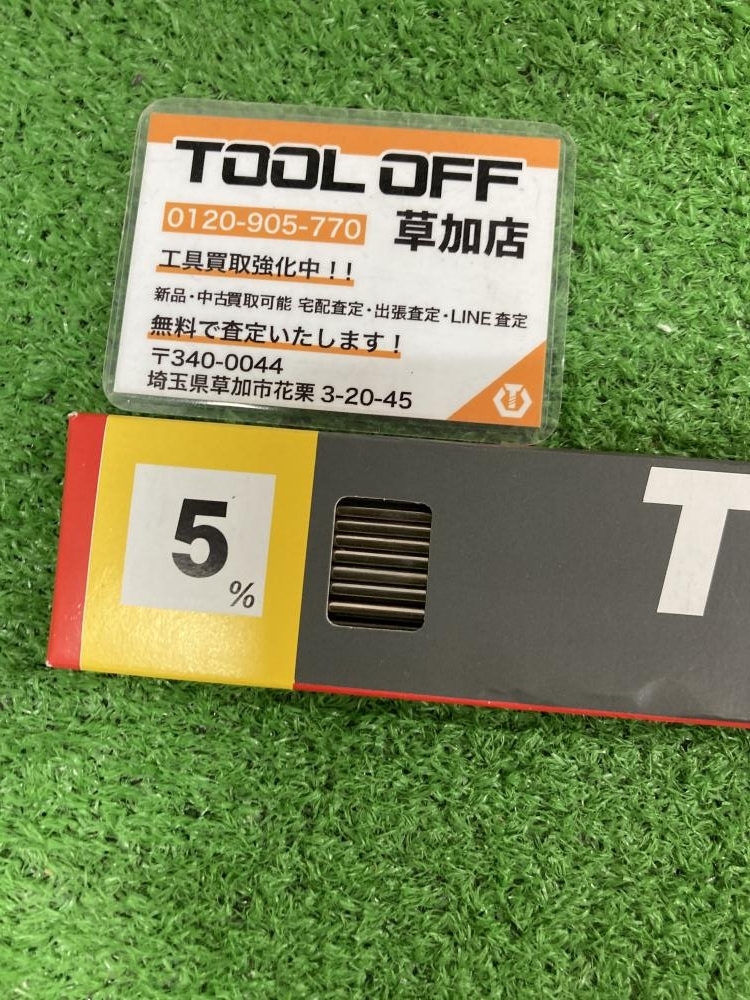 TOOL OFF
0120-905-770 草加店
工具買取強化中!!
新品・中古買取可能 宅配査定・出張査定・LINE査定
無料で査定いたします!
〒340-0044
埼玉県草加市花栗 3-20-45
5%
T